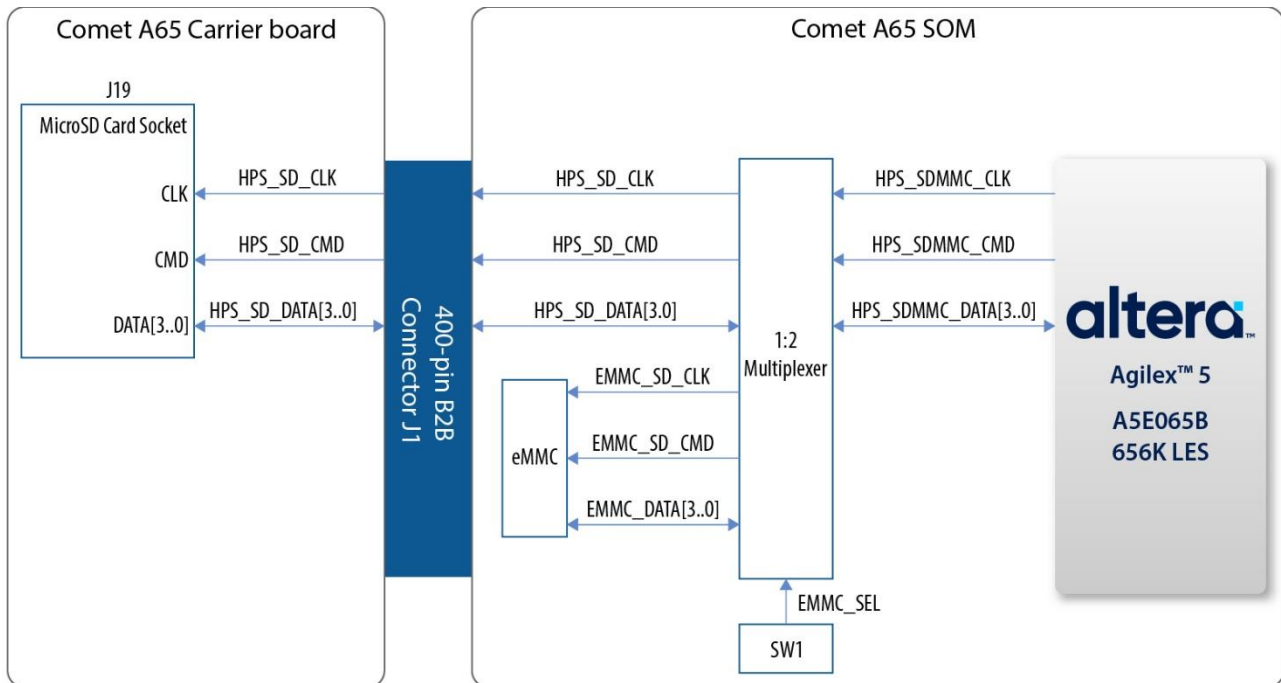 Comet A65 Carrier board
Comet A65 SOM
J19
MicroSD Card Socket
CLK
CMD
DATA[3..0]
HPS_SD_CLK
HPS_SD_CMD
HPS_SD_DATA[3..0]
400-pin B2B
Connector J1
HPS_SD_CLK
HPS_SD_CMD
HPS_SD_DATA[3.0]
eMMC
EMMC_SD_CLK
EMMC_SD_CMD
EMMC_DATA[3..0]
1:2
Multiplexer
EMMC_SEL
SW1
HPS_SDMMC_CLK
HPS_SDMMC_CMD
HPS_SDMMC_DATA[3..0]
altera™
Agilex™ 5
A5E065B
656K LES